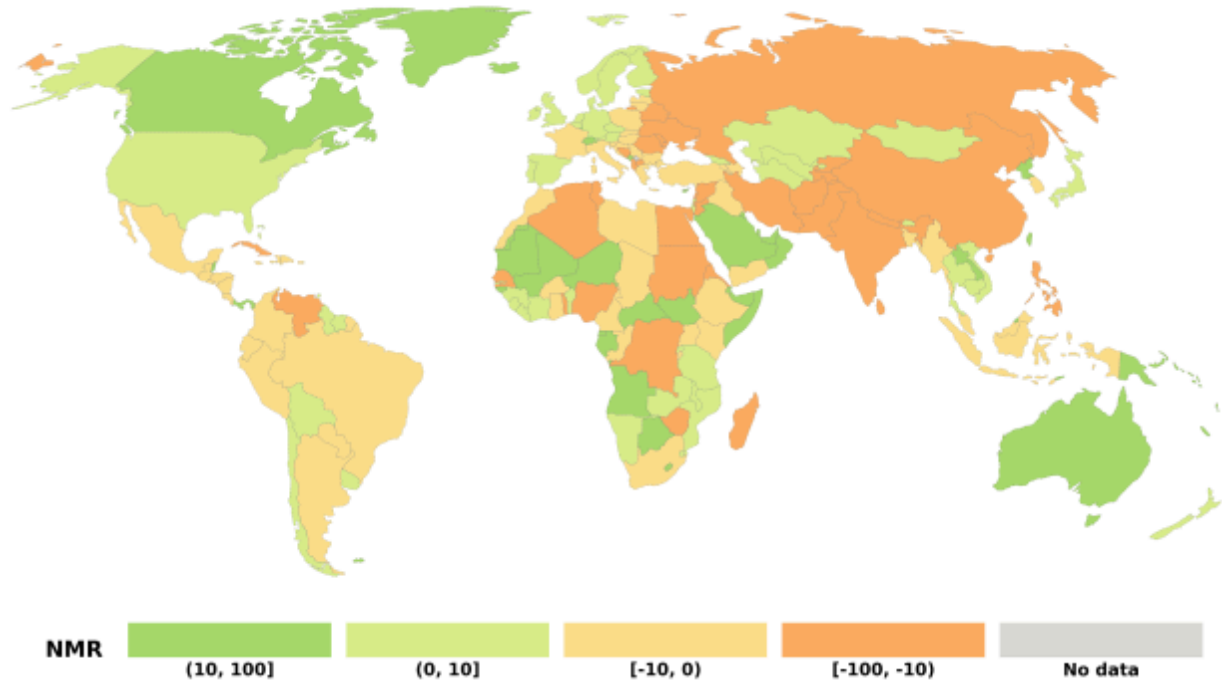 NMR
(10, 100]
(0, 10]
[-10, 0)
[-100, -10)
No data